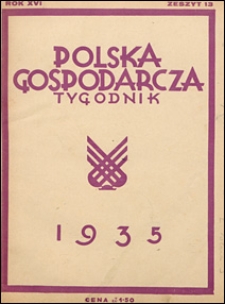 ROK XVI ZESZYT 13
POLSKA
GOSPODARCZA
TYGODNIK
1935
CENA zł 1·50